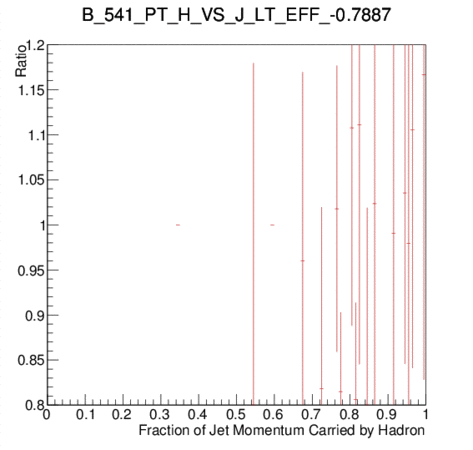 B_541_PT_H_VS_J_LT_EFF_-0.7887
Ratio
1.2
1.15
1.1
1.05
1
0.95
0.9
0.85
0.8
0 0.1 0.2 0.3 0.4 0.5 0.6 0.7 0.8 0.9 1
Fraction of Jet Momentum Carried by Hadron